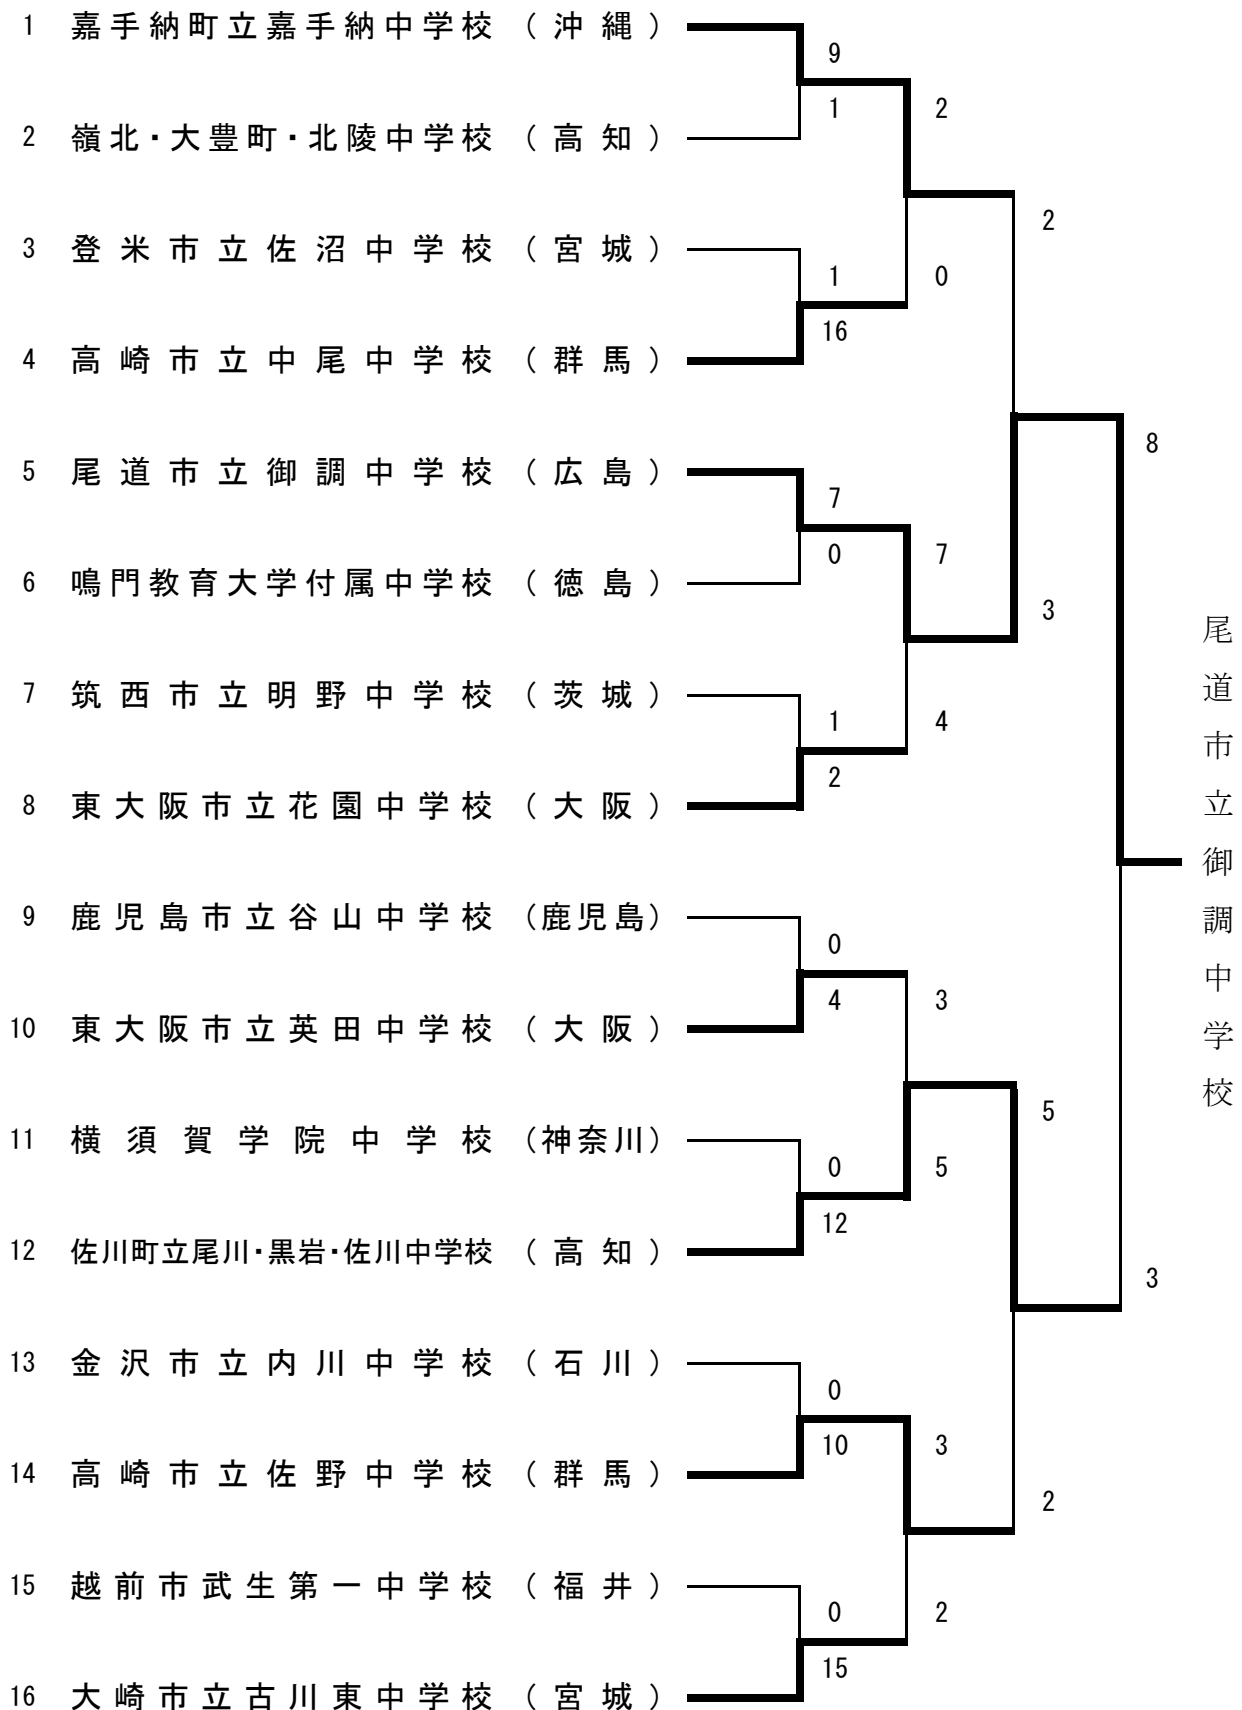 1 嘉手納町立嘉手納中学校 (沖縄)
9
1
2
2 嶺北・大豊町・北陵中学校 (高知)
2
3 登米市立佐沼中学校 (宮城)
1
0
16
4 高崎市立中尾中学校 (群馬)
8
5 尾道市立御調中学校 (広島)
7
0
7
6 鳴門教育大学付属中学校 (徳島)
3
7 筑西市立明野中学校 (茨城)
1
4
2
8 東大阪市立花園中学校 (大阪)
尾道市立御調中学校
9 鹿児島市立谷山中学校 (鹿児島)
0
4
3
10 東大阪市立英田中学校 (大阪)
5
11 横須賀学院中学校 (神奈川)
0
5
12
12 佐川町立尾川・黒岩・佐川中学校 (高知)
3
13 金沢市立内川中学校 (石川)
0
10
3
14 高崎市立佐野中学校 (群馬)
2
15 越前市武生第一中学校 (福井)
0
2
15
16 大崎市立古川東中学校 (宮城)